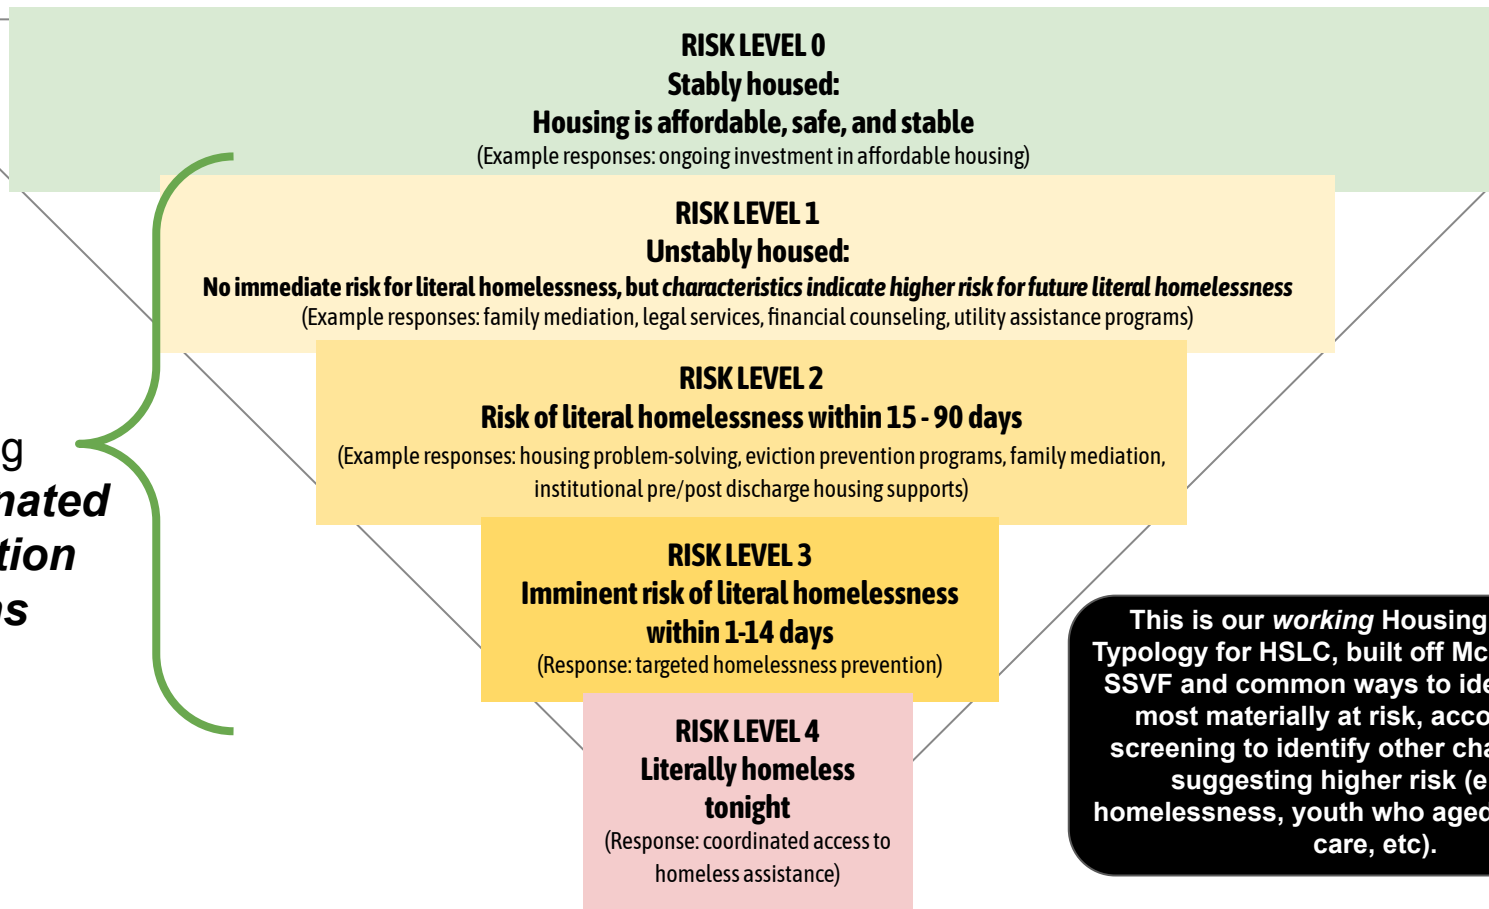 RISK LEVEL 0
Stably housed:
Housing is affordable, safe, and stable
(Example responses: ongoing investment in affordable housing)
RISK LEVEL 1
Unstably housed:
No immediate risk for literal homelessness, but characteristics indicate higher risk for future literal homelessness
(Example responses: family mediation, legal services, financial counseling, utility assistance programs)
RISK LEVEL 2
Risk of literal homelessness within 15 - 90 days
(Example responses: housing problem-solving, eviction prevention programs, family mediation,
institutional pre/post discharge housing supports)
RISK LEVEL 3
Imminent risk of literal homelessness
within 1-14 days
(Response: targeted homelessness prevention)
RISK LEVEL 4
Literally homeless
tonight
(Response: coordinated access to
homeless assistance)
g
nated
tion
ns
This is our working Housing
Typology for HSLC, built off Mc
SSVF and common ways to ide
most materially at risk, acco
screening to identify other cha
suggesting higher risk (e
homelessness, youth who aged
care, etc).